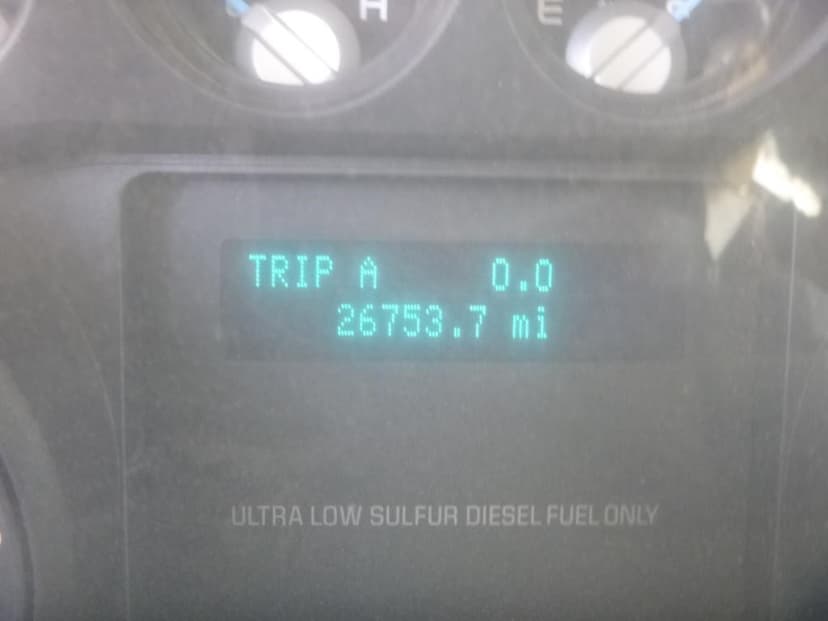 H E
TRIP A 0.0
26753.7 mi
ULTRA LOW SULFUR DIESEL FUEL ONLY